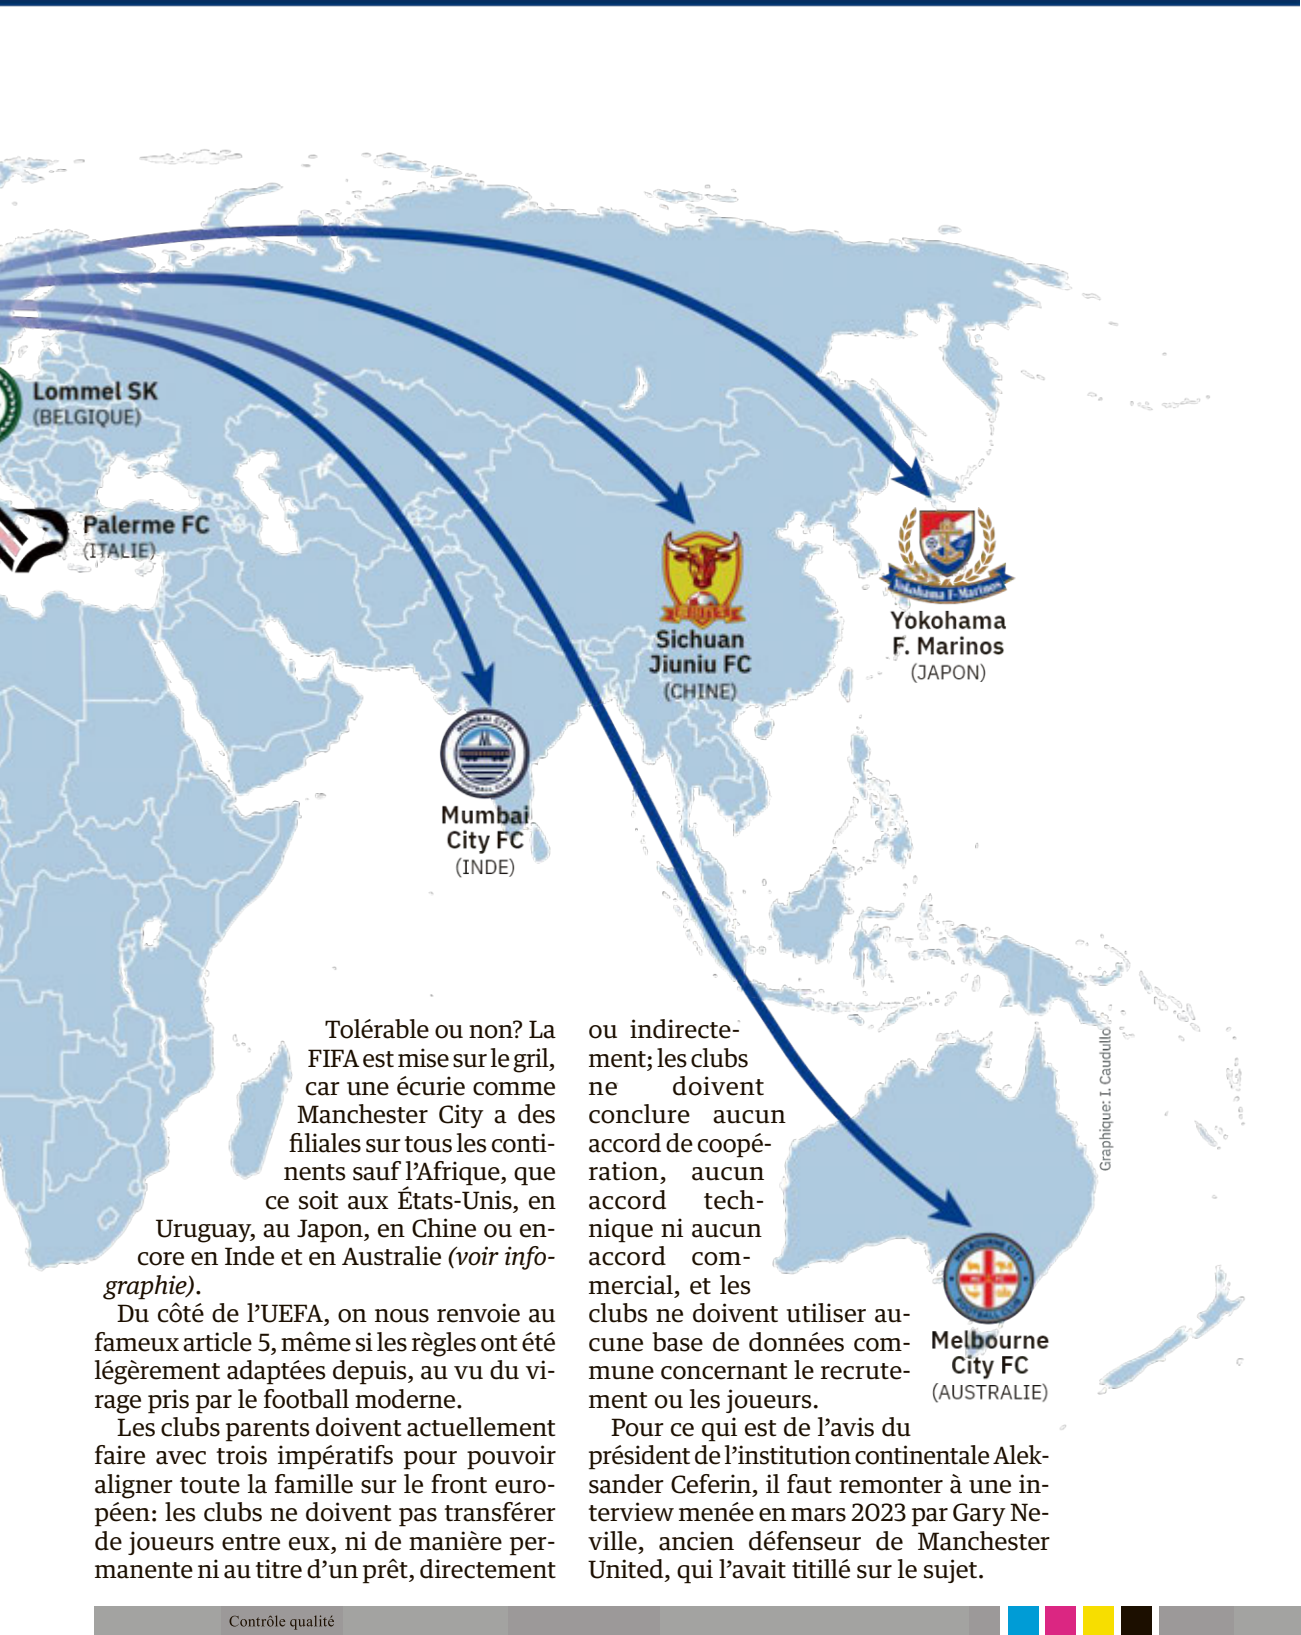 Lommel SK
(BELGIQUE)
Palerme FC
(ITALIE)
Sichuan
Jiuniu FC
(CHINE)
Yokohama F-Marinos
Yokohama
F. Marinos
(JAPON)
MUMBAI CITY
FOOTBALL CLUB
Mumbai
City FC
(INDE)
MELBOURNE CITY
FOOTBALL CLUB
Melbourne
City FC
(AUSTRALIE)
Graphique: I. Caudullo
Tolérable ou non? La
FIFA est mise sur le gril,
car une écurie comme
Manchester City a des
filiales sur tous les conti-
nents sauf l’Afrique, que
ce soit aux États-Unis, en
Uruguay, au Japon, en Chine ou en-
core en Inde et en Australie (voir info-
graphie).
Du côté de l’UEFA, on nous renvoie au
fameux article 5, même si les règles ont été
légèrement adaptées depuis, au vu du vi-
rage pris par le football moderne.
Les clubs parents doivent actuellement
faire avec trois impératifs pour pouvoir
aligner toute la famille sur le front euro-
péen: les clubs ne doivent pas transférer
de joueurs entre eux, ni de manière per-
manente ni au titre d’un prêt, directement
ou indirecte-
ment; les clubs
ne doivent
conclure aucun
accord de coopé-
ration, aucun
accord tech-
nique ni aucun
accord com-
mercial, et les
clubs ne doivent utiliser au-
cune base de données com-
mune concernant le recrute-
ment ou les joueurs.
Pour ce qui est de l’avis du
président de l’institution continentale Alek-
sander Ceferin, il faut remonter à une in-
terview menée en mars 2023 par Gary Ne-
ville, ancien défenseur de Manchester
United, qui l’avait titillé sur le sujet.
Contrôle qualité